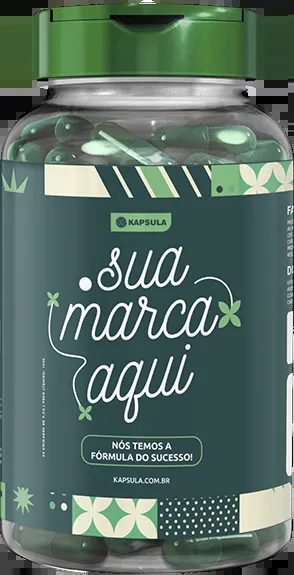 KAPSULA
sua
marca
aqui
NÓS TEMOS A
FÓRMULA DO SUCESSO!
KAPSULA.COM.BR